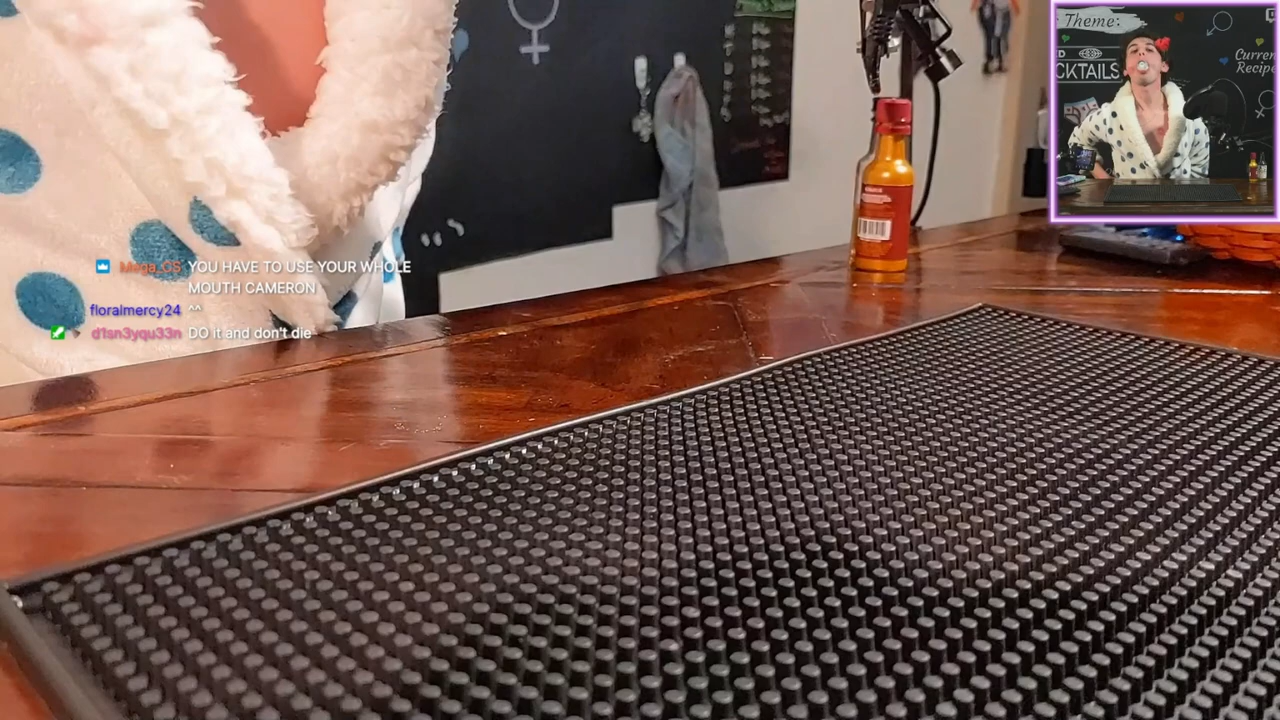 Theme:
CKTAILS
Curren
Recipe
Mega_CS YOU HAVE TO USE YOUR WHOLE
MOUTH CAMERON
floralmercy24 ^^
d1sn3yqu33n DO it and don't die